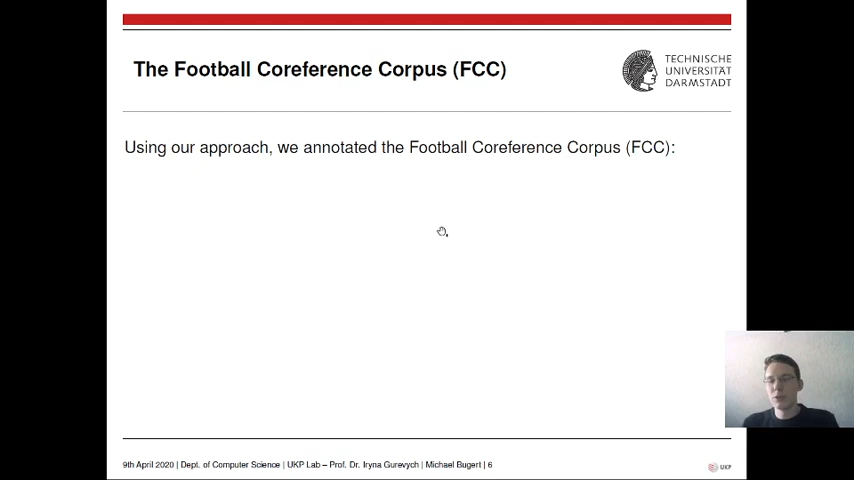 The Football Coreference Corpus (FCC)
TECHNISCHE
UNIVERSITÄT
DARMSTADT
Using our approach, we annotated the Football Coreference Corpus (FCC):
9th April 2020 | Dept. of Computer Science | UKP Lab – Prof. Dr. Iryna Gurevych | Michael Bugert | 6
UKP